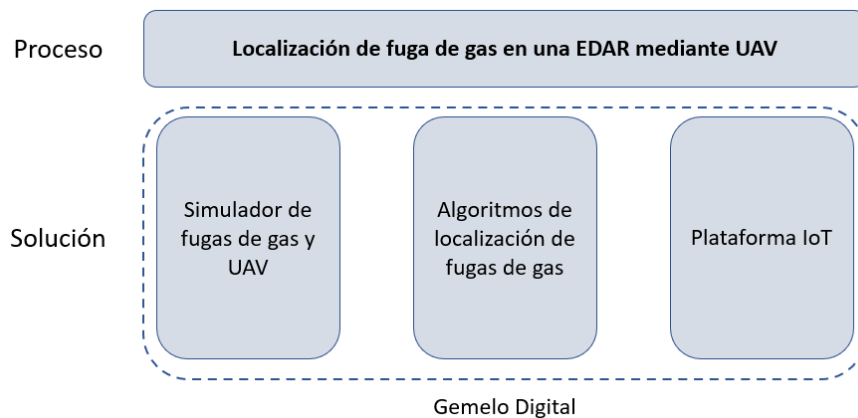 Proceso
Localización de fuga de gas en una EDAR mediante UAV
Solución
Simulador de
fugas de gas y
UAV
Algoritmos de
localización de
fugas de gas
Plataforma IoT
Gemelo Digital